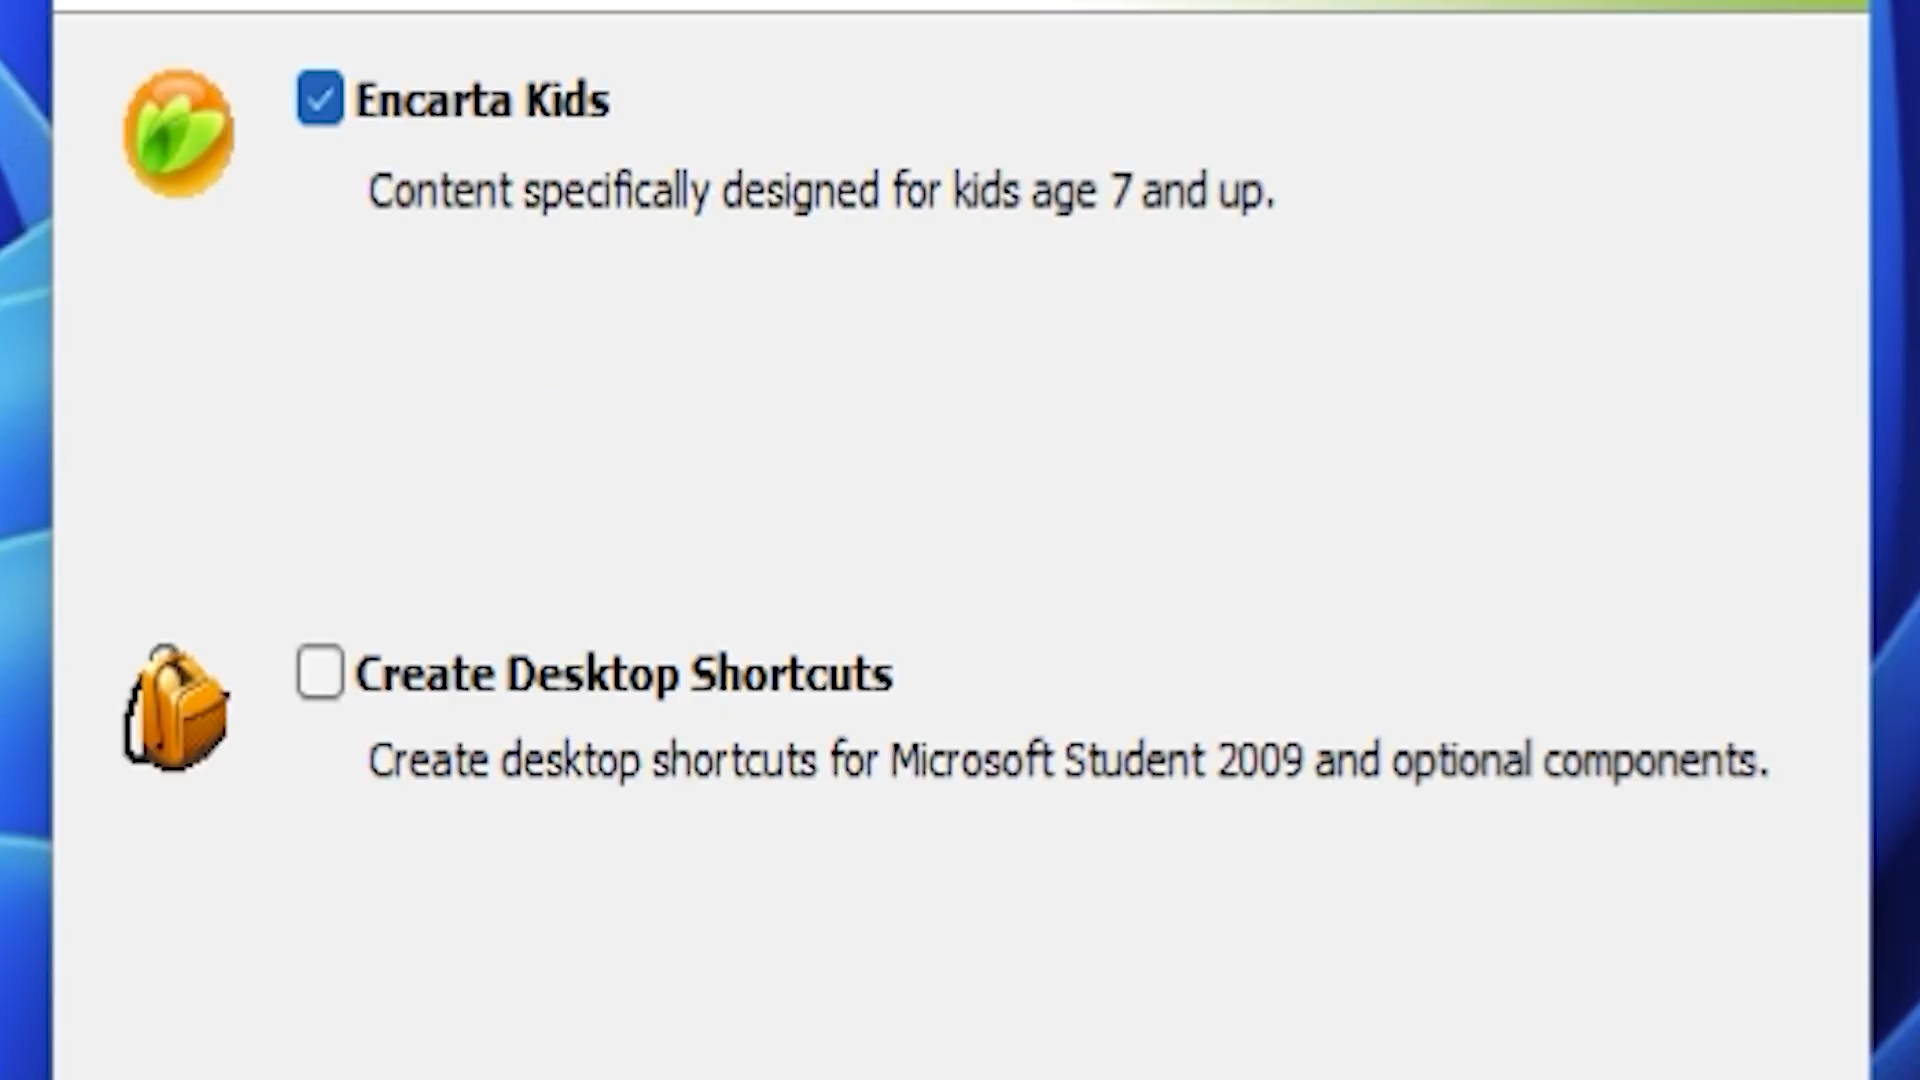 Encarta Kids
Content specifically designed for kids age 7 and up.
Create Desktop Shortcuts
Create desktop shortcuts for Microsoft Student 2009 and optional components.